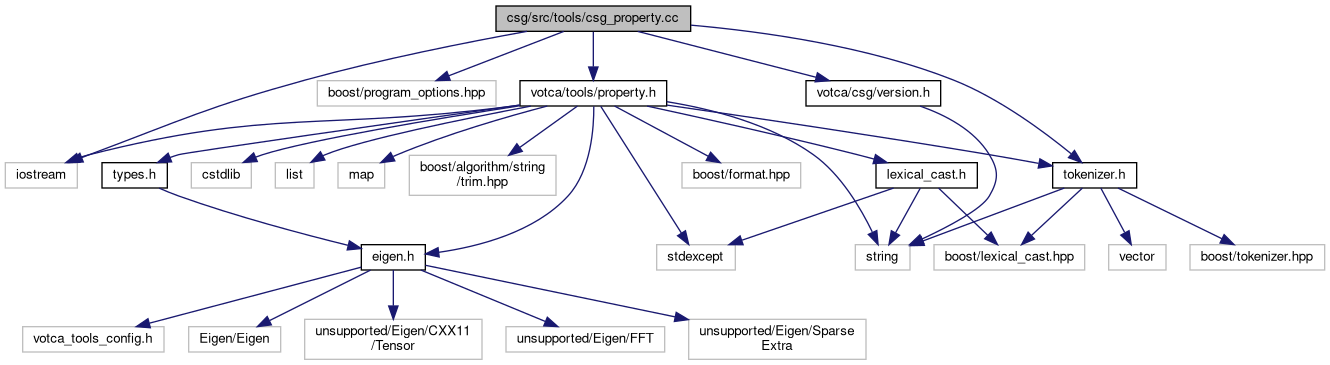 csg/src/tools/csg_property.cc
boost/program_options.hpp
votca/tools/property.h
votca/csg/version.h
iostream
types.h
cstdlib
list
map
boost/algorithm/string
/trim.hpp
boost/format.hpp
lexical_cast.h
tokenizer.h
eigen.h
stdexcept
string
boost/lexical_cast.hpp
vector
boost/tokenizer.hpp
votca_tools_config.h
Eigen/Eigen
unsupported/Eigen/CXX11
/Tensor
unsupported/Eigen/FFT
unsupported/Eigen/Sparse
Extra